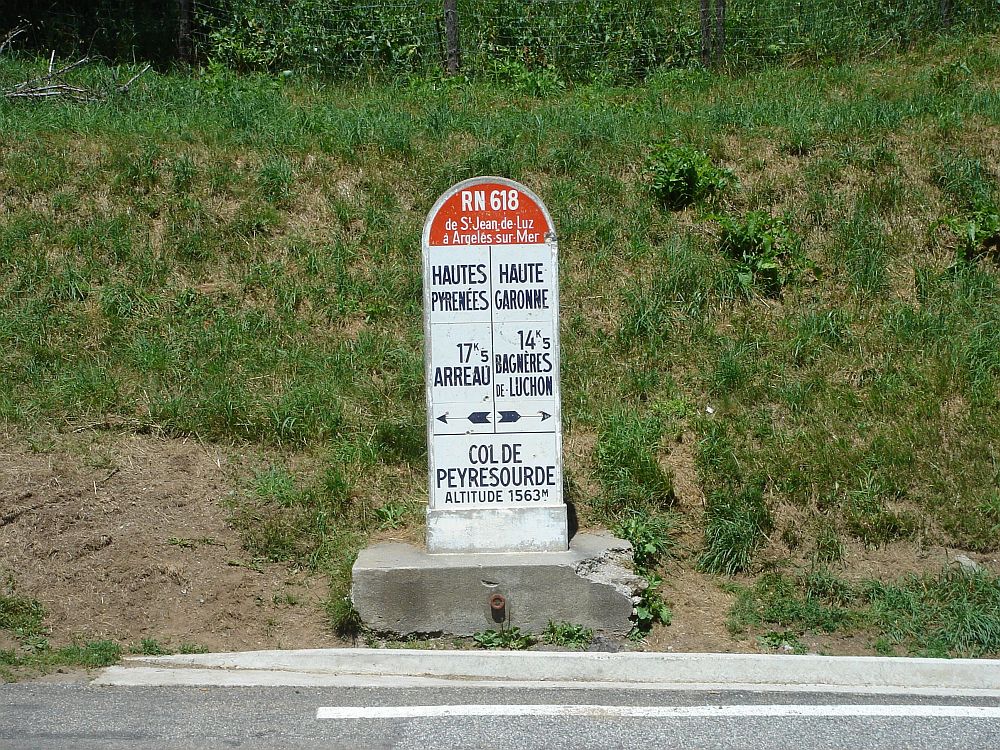 RN 618
de St Jean-de-Luz
à Argelès-sur-Mer
HAUTES
PYRENÉES
HAUTE
GARONNE
17K5
ARREAU
14K5
BAGNÈRES
DE-LUCHON
COL DE
PEYRESOURDE
ALTITUDE 1563M